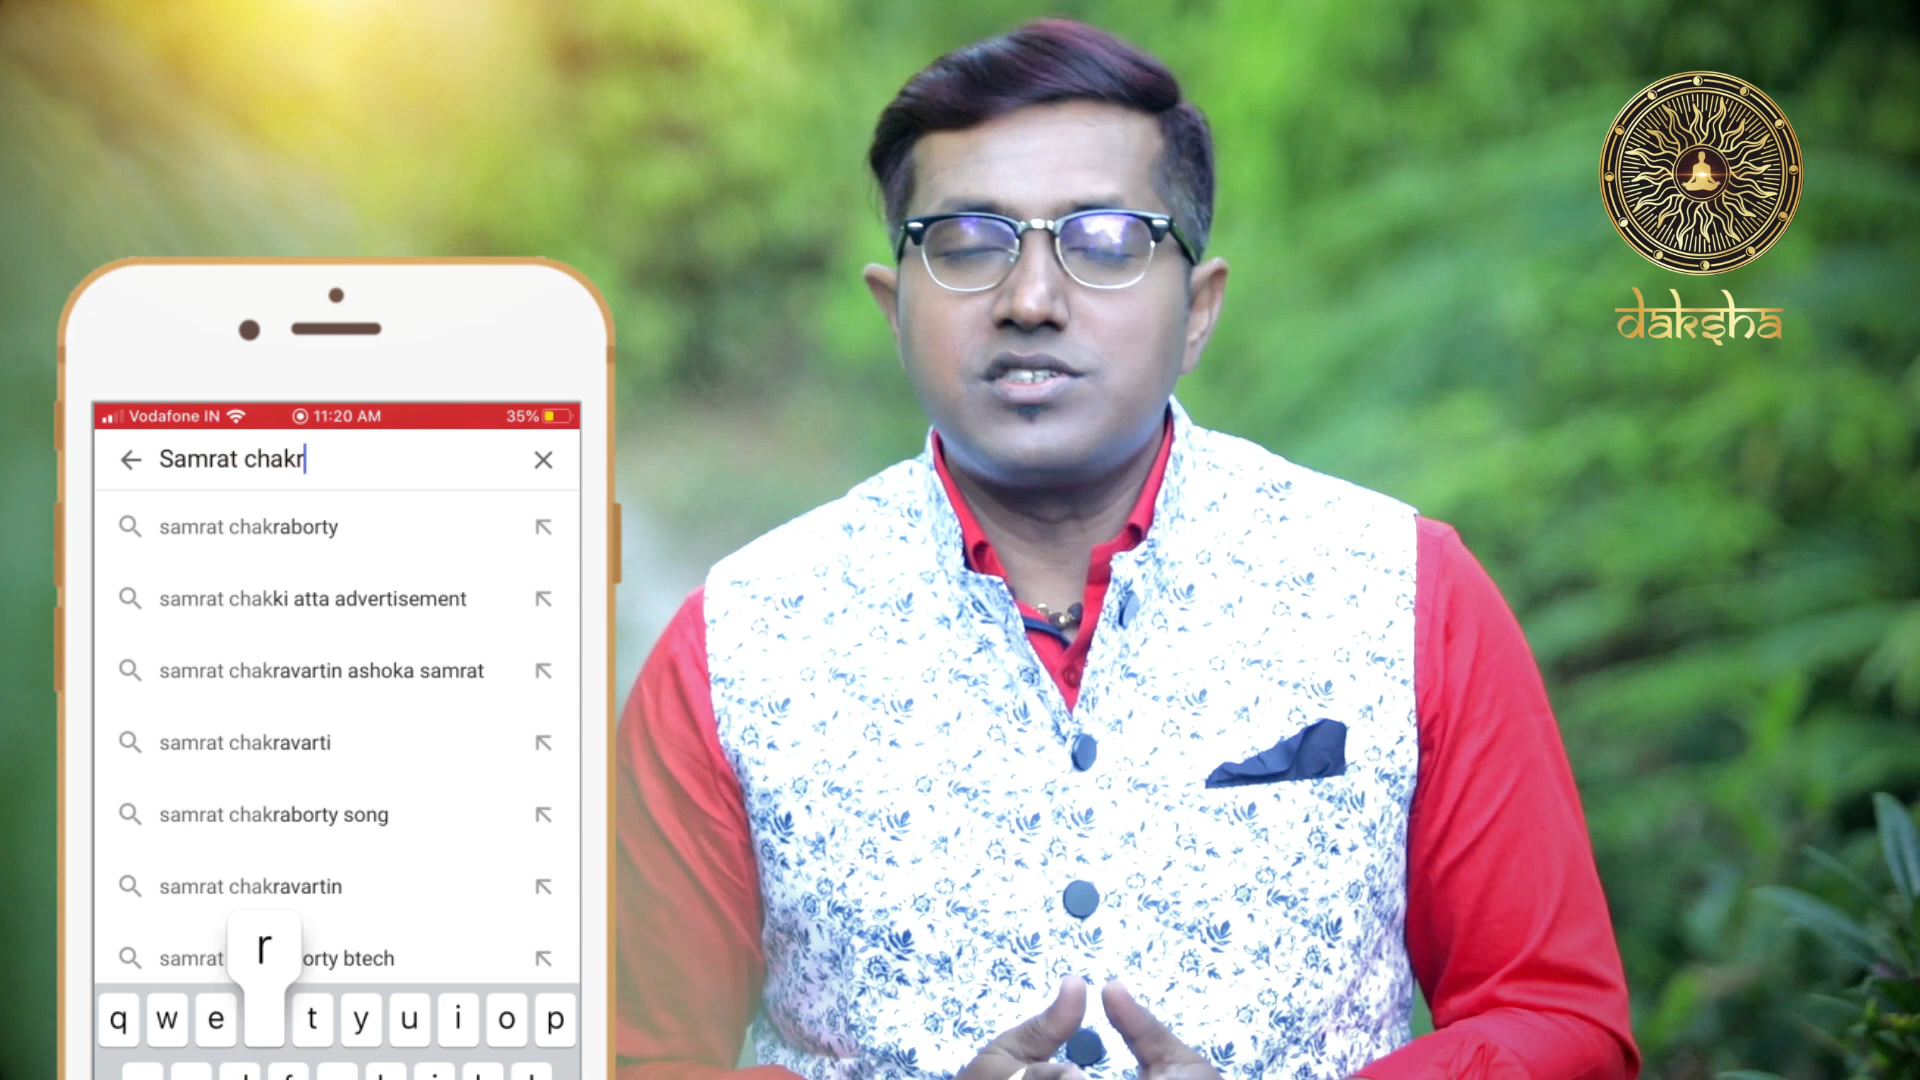 Vodafone IN 11:20 AM 35%
Samrat chakr
samrat chakraborty
samrat chakki atta advertisement
samrat chakravartin ashoka samrat
samrat chakravarti
samrat chakraborty song
samrat chakravartin
samrat orty btech
r
q w e t y u i o p
daksha